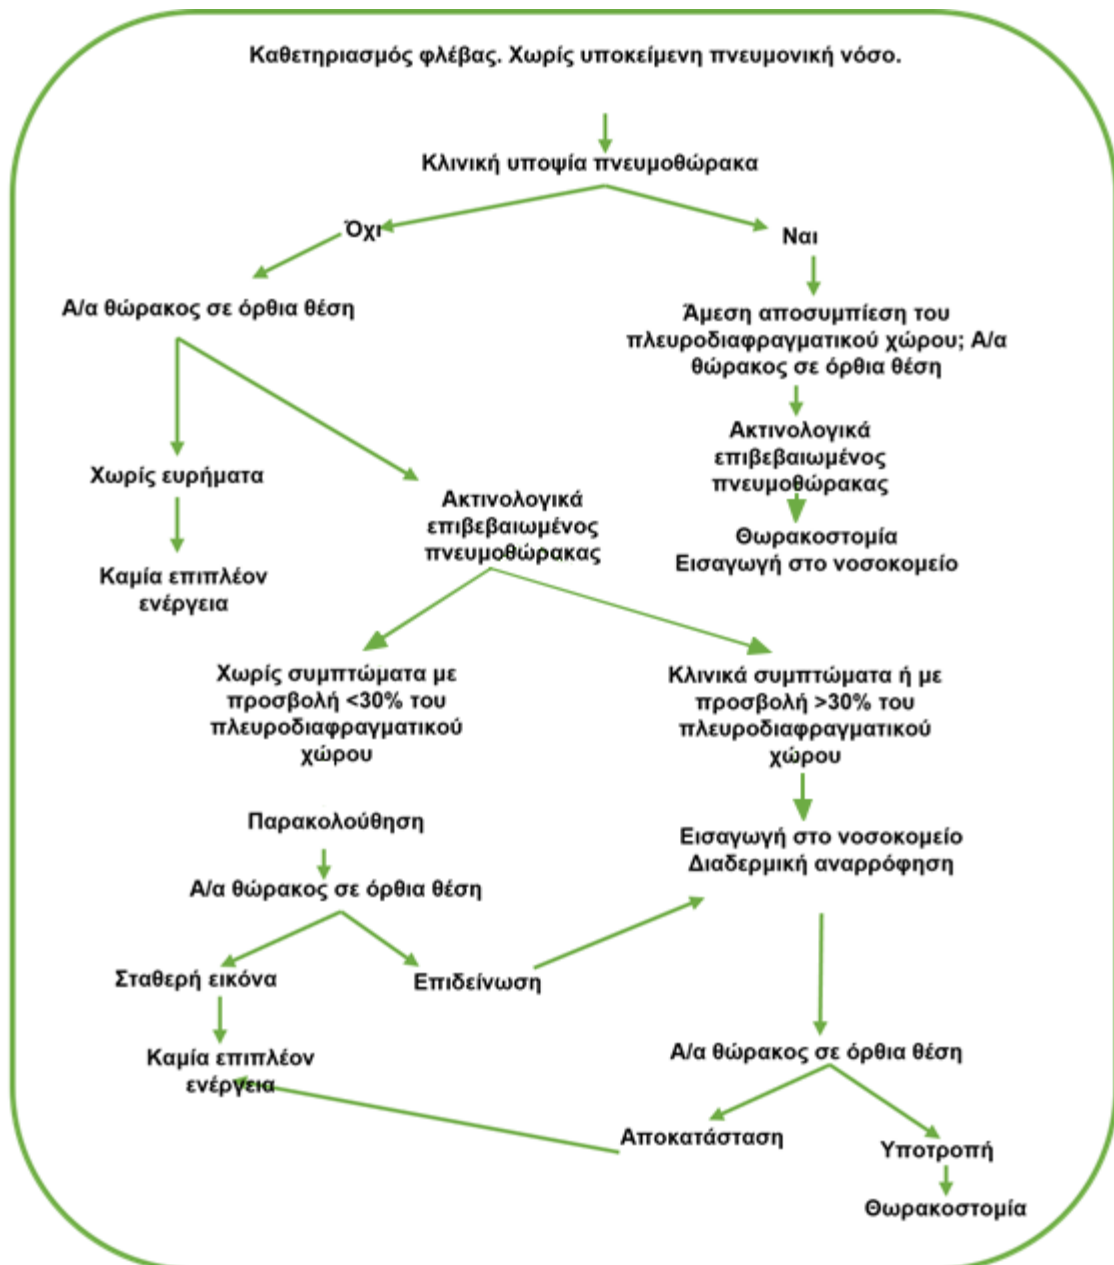 Καθετηριασμός φλέβας. Χωρίς υποκείμενη πνευμονική νόσο.
Κλινική υποψία πνευμοθώρακα
Όχι
Ναι
Α/α θώρακος σε όρθια θέση
Άμεση αποσυμπίεση του
πλευροδιαφραγματικού χώρου; Α/α
θώρακος σε όρθια θέση
Ακτινολογικά
επιβεβαιωμένος
πνευμοθώρακας
Θωρακοστομία
Εισαγωγή στο νοσοκομείο
Χωρίς ευρήματα
Καμία επιπλέον
ενέργεια
Ακτινολογικά
επιβεβαιωμένος
πνευμοθώρακας
Χωρίς συμπτώματα με
προσβολή <30% του
πλευροδιαφραγματικού
χώρου
Κλινικά συμπτώματα ή με
προσβολή >30% του
πλευροδιαφραγματικού
χώρου
Παρακολούθηση
Α/α θώρακος σε όρθια θέση
Σταθερή εικόνα
Επιδείνωση
Καμία επιπλέον
ενέργεια
Εισαγωγή στο νοσοκομείο
Διαδερμική αναρρόφηση
Α/α θώρακος σε όρθια θέση
Αποκατάσταση
Υποτροπή
Θωρακοστομία